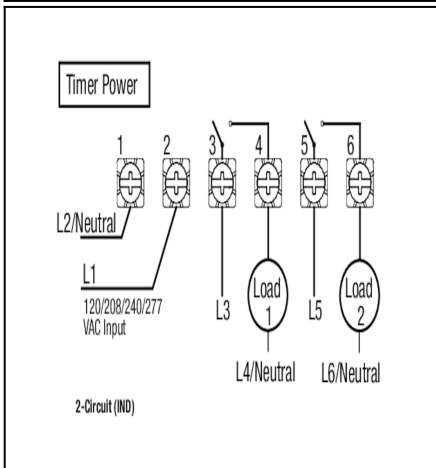 Timer Power
1 2 3 4 5 6
L2/Neutral
L1
120/208/240/277
VAC Input
L3
Load
1
L5
Load
2
L4/Neutral
L6/Neutral
2-Circuit (IND)